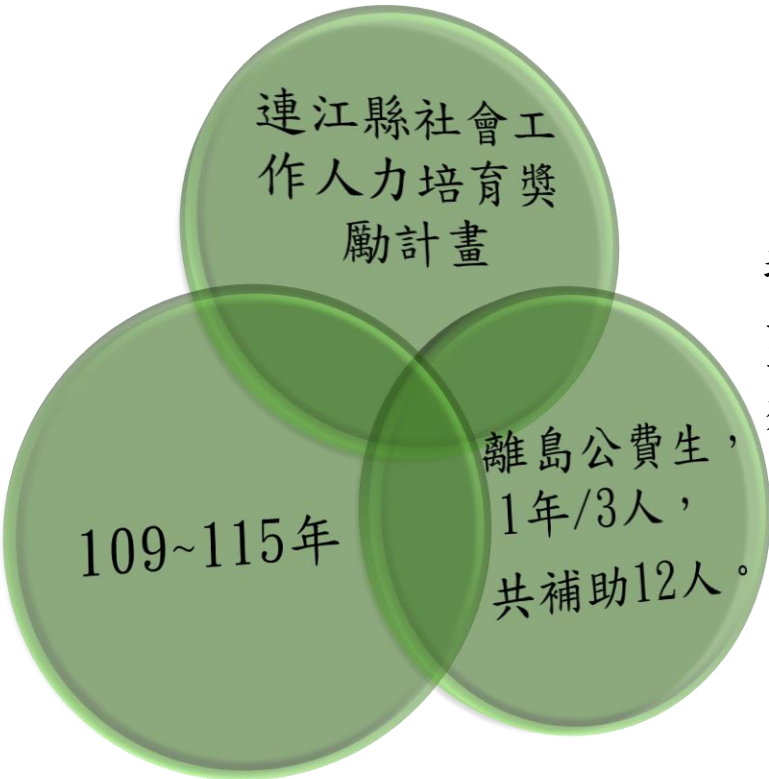 連江縣社會工
作人力培育獎
勵計畫
109~115年
離島公費生，
1年/3人，
共補助12人。